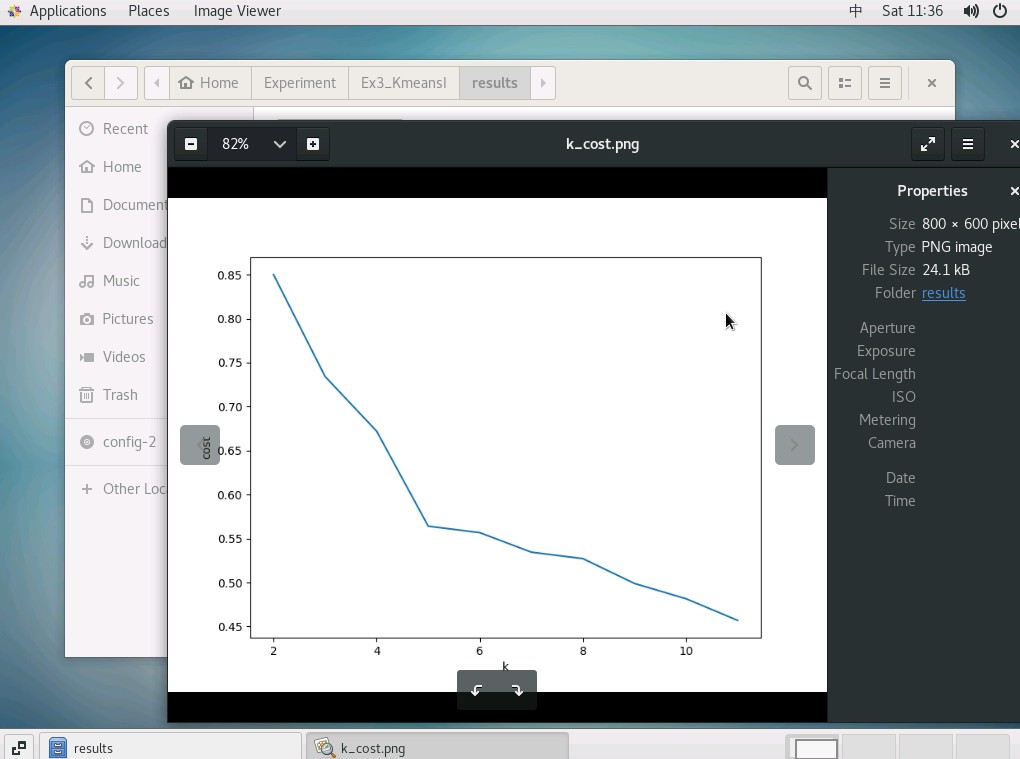 Applications Places Image Viewer 中 Sat 11:36
Home Experiment Ex3_KmeansI results
Recent
Home
Document
Download
Music
Pictures
Videos
Trash
config-2
Other Loc
82% k_cost.png
Properties
Size 800 × 600 pixel
Type PNG image
File Size 24.1 kB
Folder results
Aperture
Exposure
Focal Length
ISO
Metering
Camera
Date
Time
0.85
0.80
0.75
0.70
0.65
0.60
0.55
0.50
0.45
cost
2 4 6 8 10
k
results k_cost.png